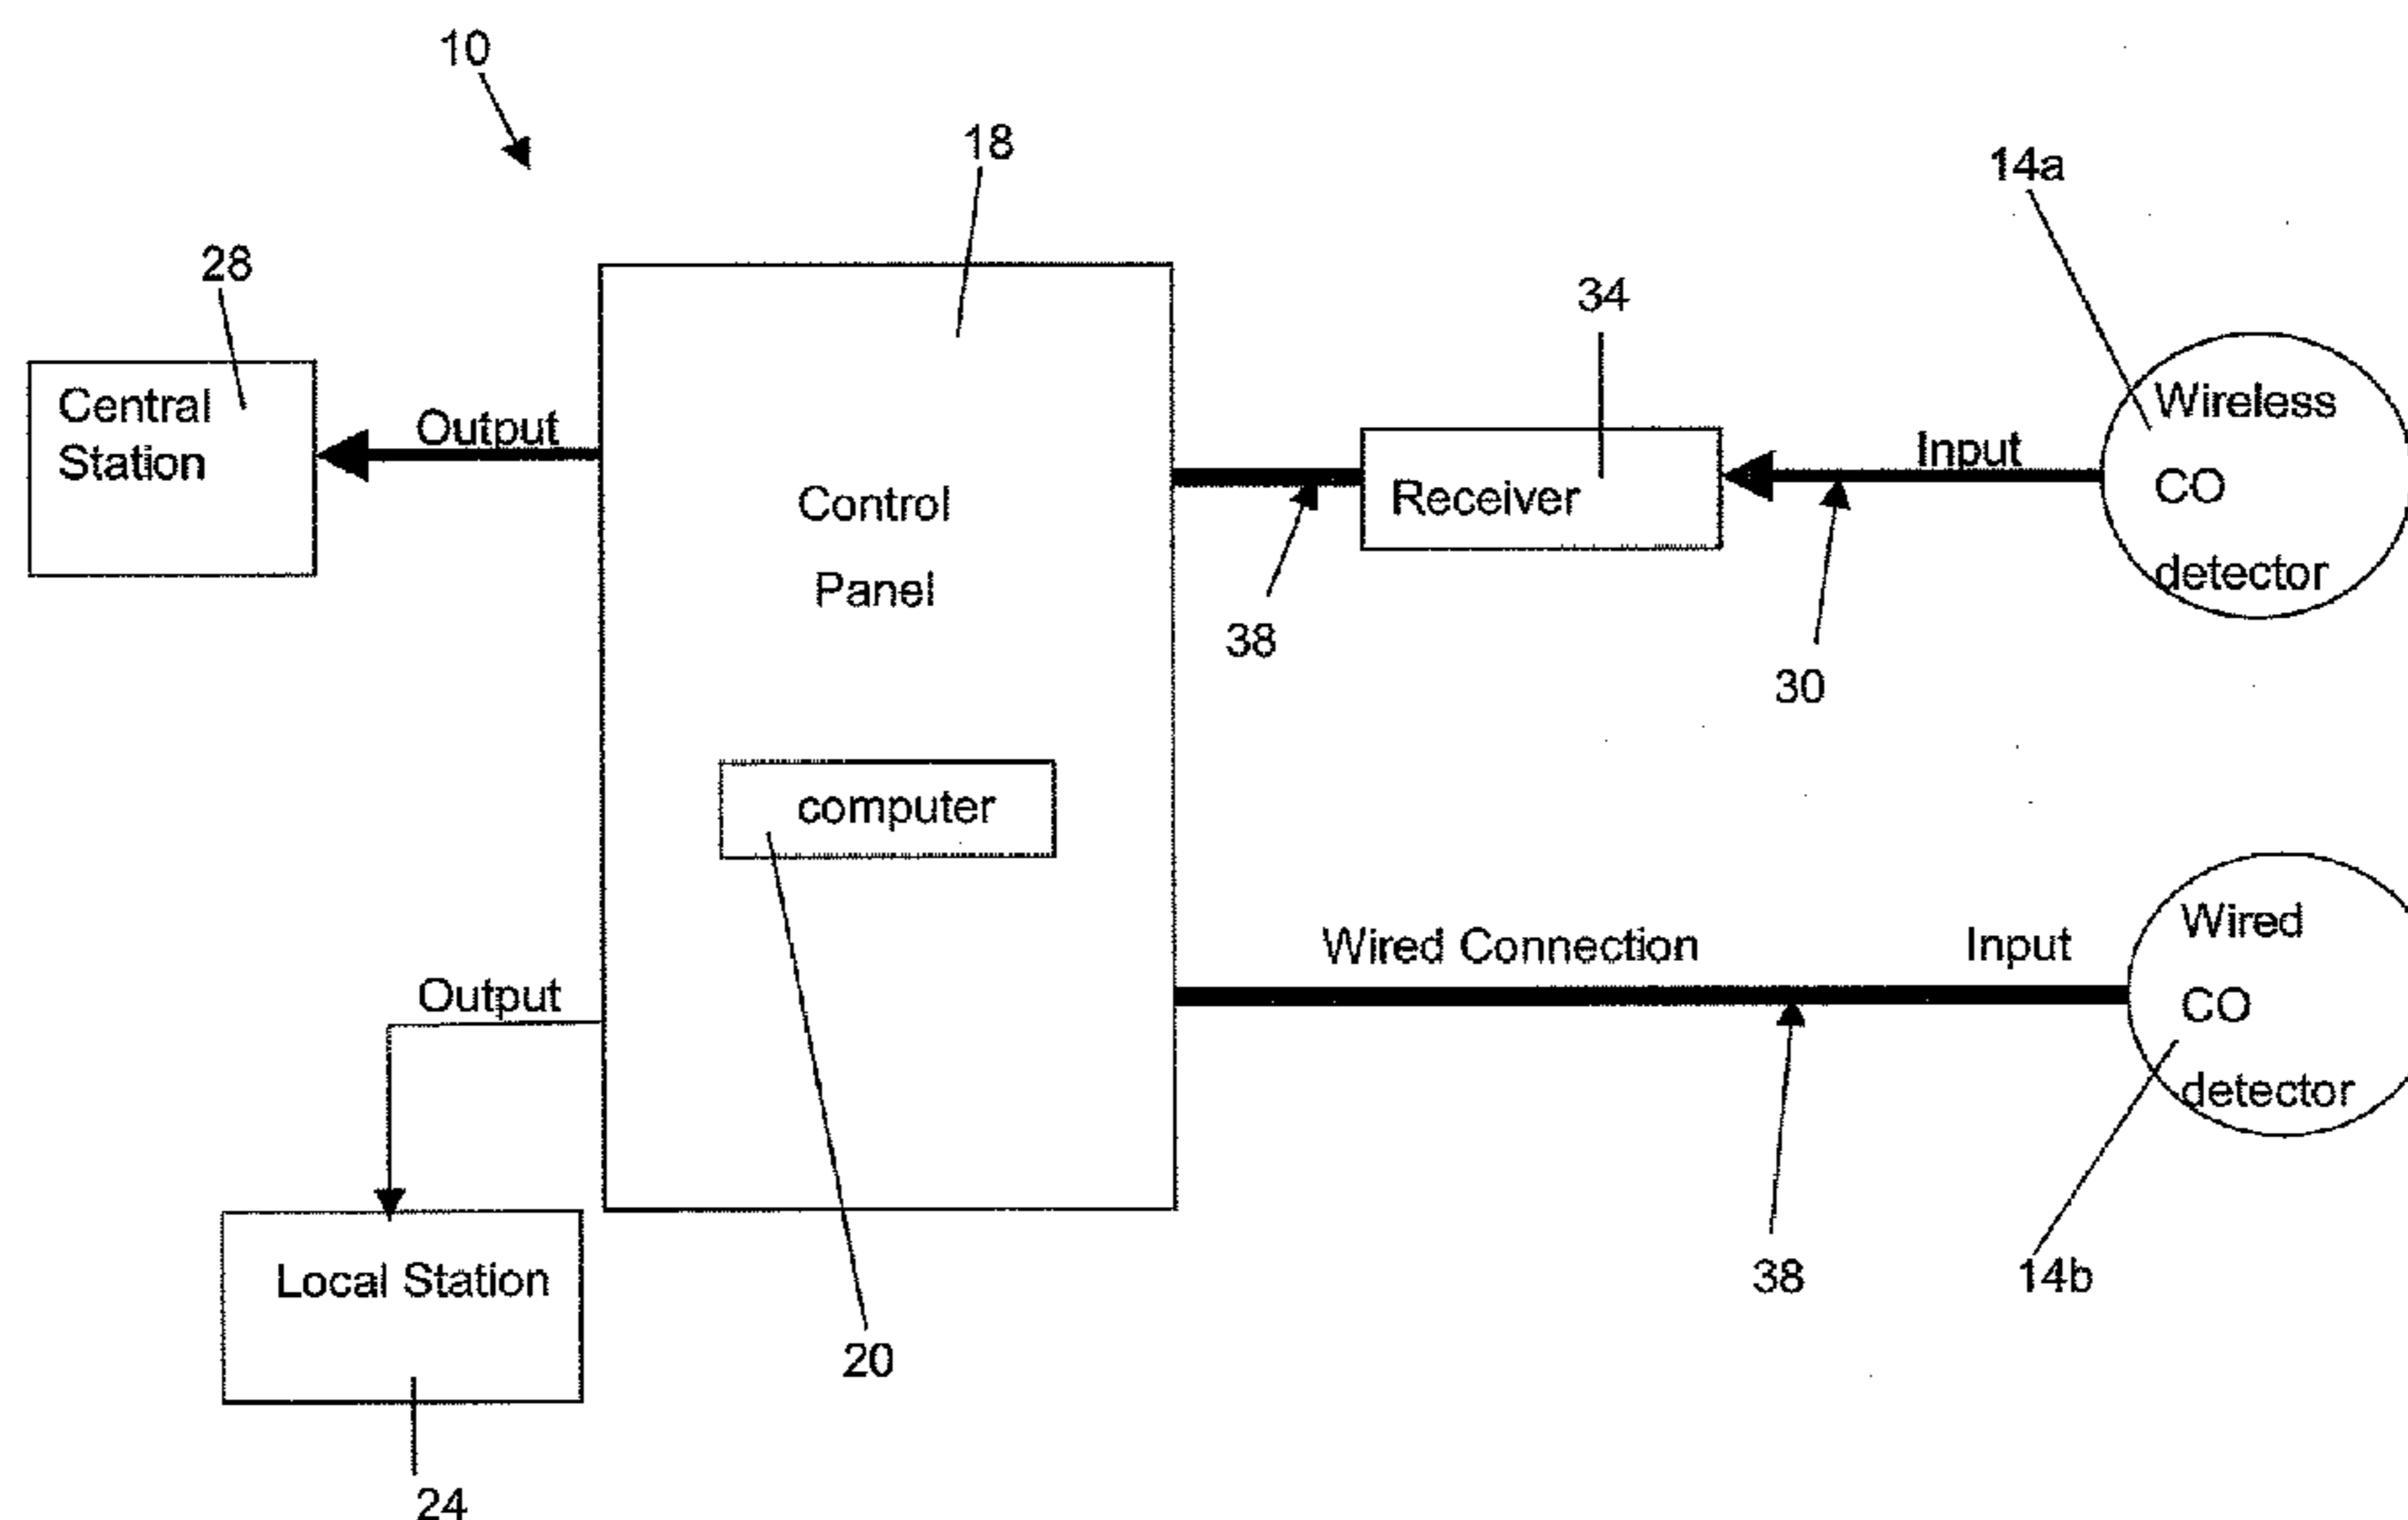 10
18
14a
28
34
Central
Station
Output
Control
Panel
Receiver
Input
Wireless
CO
detector
38
30
computer
Wired Connection
Input
Wired
CO
detector
Output
Local Station
38
14b
20
24